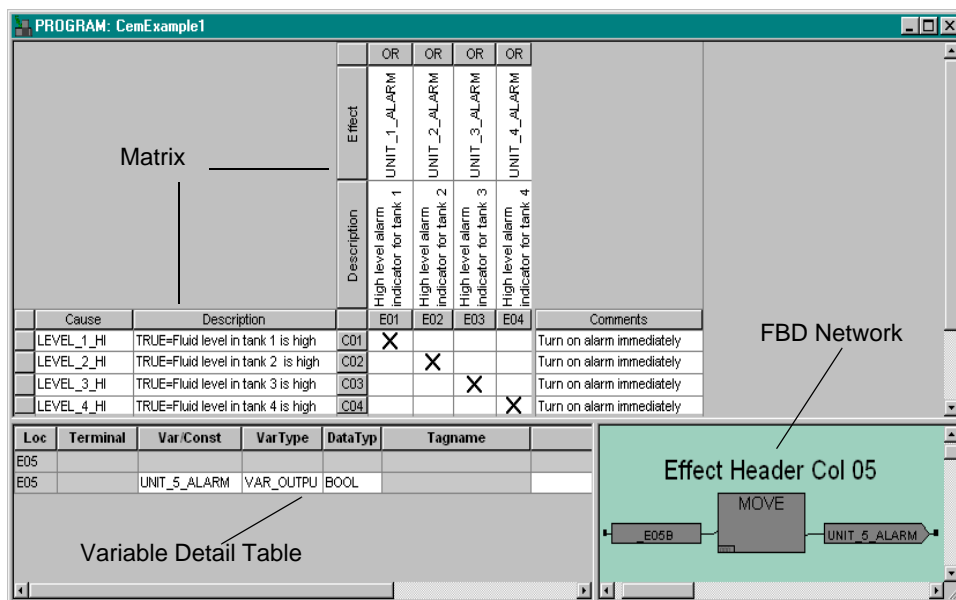 PROGRAM: CemExample1
OR OR OR OR
Effect
UNIT_1_ALARM
UNIT_2_ALARM
UNIT_3_ALARM
UNIT_4_ALARM
Matrix
Description
High level alarm
indicator for tank 1
High level alarm
indicator for tank 2
High level alarm
indicator for tank 3
High level alarm
indicator for tank 4
Cause Description E01 E02 E03 E04 Comments
LEVEL_1_HI TRUE=Fluid level in tank 1 is high C01 X Turn on alarm immediately
LEVEL_2_HI TRUE=Fluid level in tank 2 is high C02 X Turn on alarm immediately
LEVEL_3_HI TRUE=Fluid level in tank 3 is high C03 X Turn on alarm immediately
LEVEL_4_HI TRUE=Fluid level in tank 4 is high C04 X Turn on alarm immediately
FBD Network
Loc Terminal Var/Const VarType DataTyp Tagname
E05
E05 UNIT_5_ALARM VAR_OUTPU BOOL
Variable Detail Table
Effect Header Col 05
MOVE
_E05B
UNIT_5_ALARM